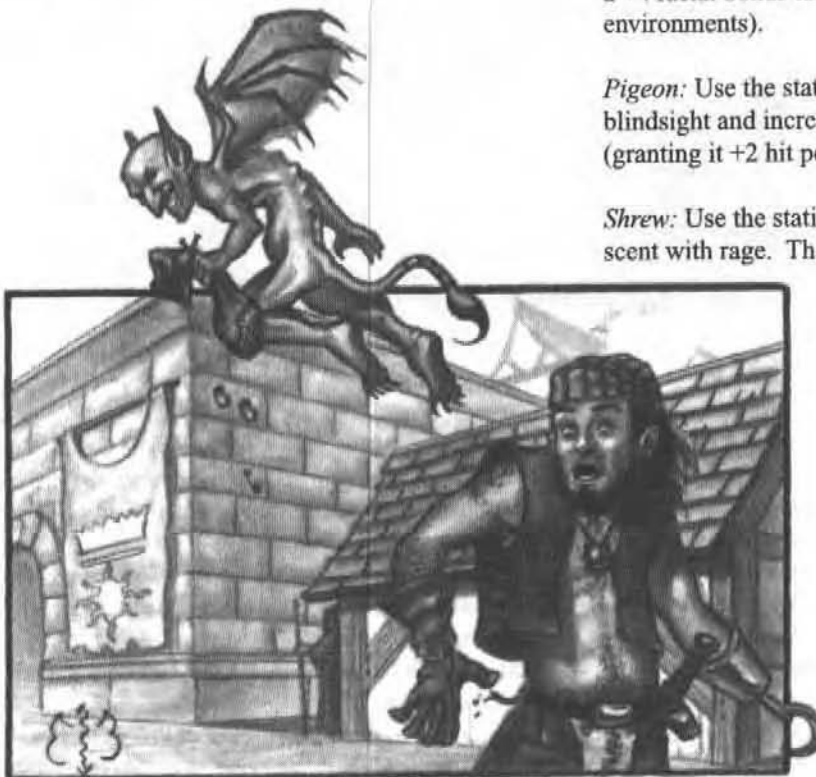 environments).
Pigeon: Use the stat
blindsight and incre
(granting it +2 hit p
Shrew: Use the stati
scent with rage. Th